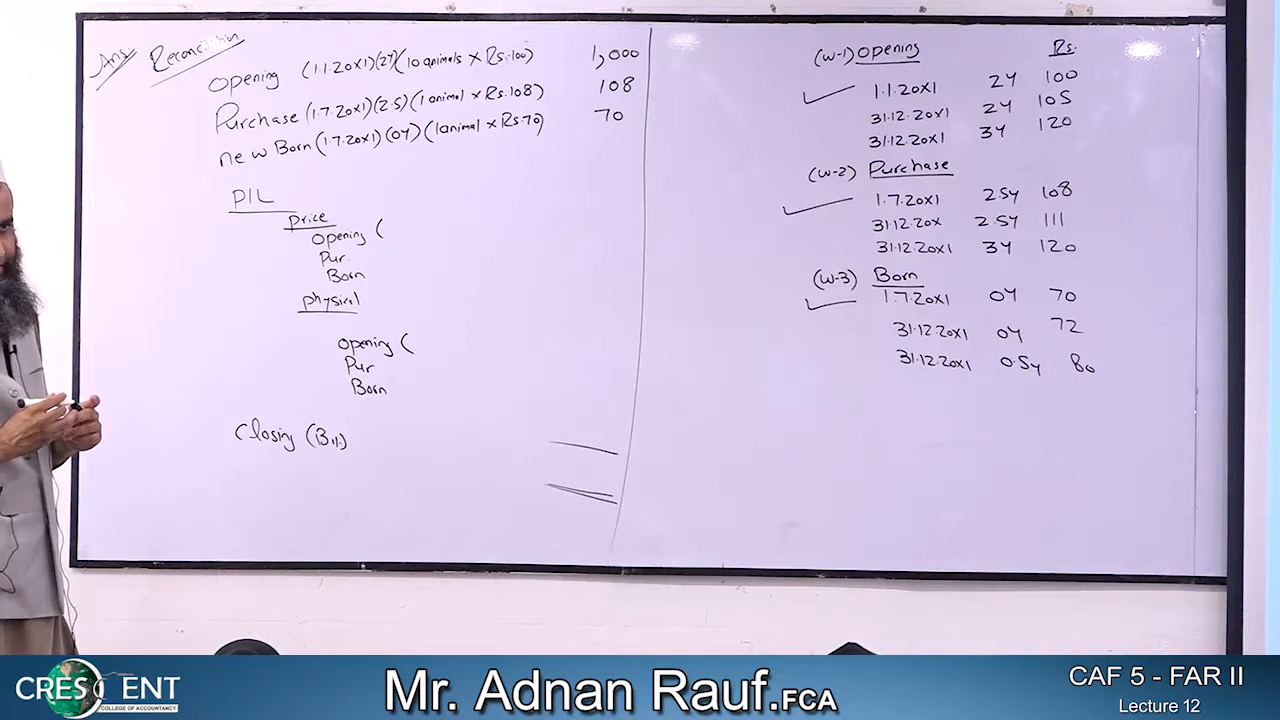 Ans Reconciliation
Opening (1.1.20X1)(2Y)(10 animals × Rs.100) 1,000
Purchase (1.7.20X1)(2.5)(1 animal × Rs.108) 108
new Born (1.7.20X1)(0Y)(1 animal × Rs.70) 70
P/L
Price
Opening (
Pur.
Born
physical
Opening (
Pur
Born
Closing (B.f.)
(W-1) Opening Rs.
1.1.20X1 2Y 100
31.12.20X1 2Y 105
31.12.20X1 3Y 120
(W-2) Purchase
1.7.20X1 2.5Y 108
31.12.20X 2.5Y 111
31.12.20X1 3Y 120
(W-3) Born
1.7.20X1 0Y 70
31.12.20X1 0Y 72
31.12.20X1 0.5Y 80
CRESCENT
COLLEGE OF ACCOUNTANCY
Mr. Adnan Rauf.FCA
CAF 5 - FAR II
Lecture 12